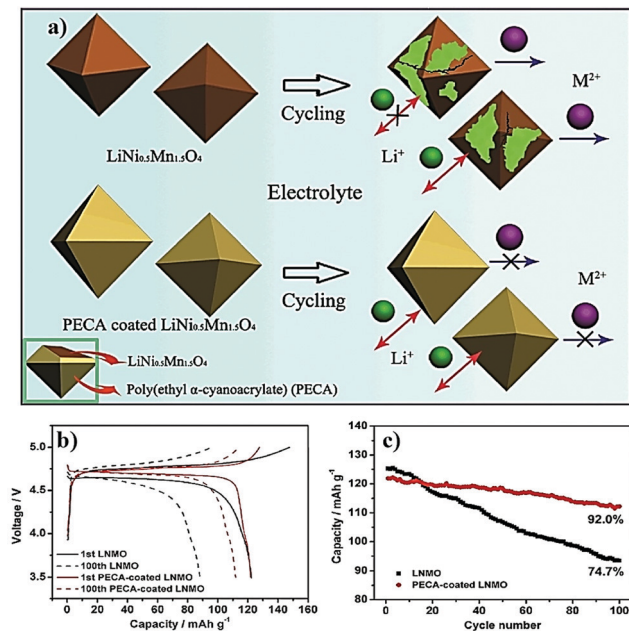 a)
Cycling
M²⁺
LiNi₀.₅Mn₁.₅O₄
Li⁺
Electrolyte
Cycling
M²⁺
PECA coated LiNi₀.₅Mn₁.₅O₄
Li⁺
LiNi₀.₅Mn₁.₅O₄
Poly(ethyl α-cyanoacrylate) (PECA)
b)
Voltage / V
5.0
4.5
4.0
3.5
1st LNMO
100th LNMO
1st PECA-coated LNMO
100th PECA-coated LNMO
0 20 40 60 80 100 120 140 160
Capacity / mAh g⁻¹
c)
Capacity / mAh g⁻¹
140
130
120
110
100
90
80
92.0%
74.7%
LNMO
PECA-coated LNMO
0 20 40 60 80 100
Cycle number